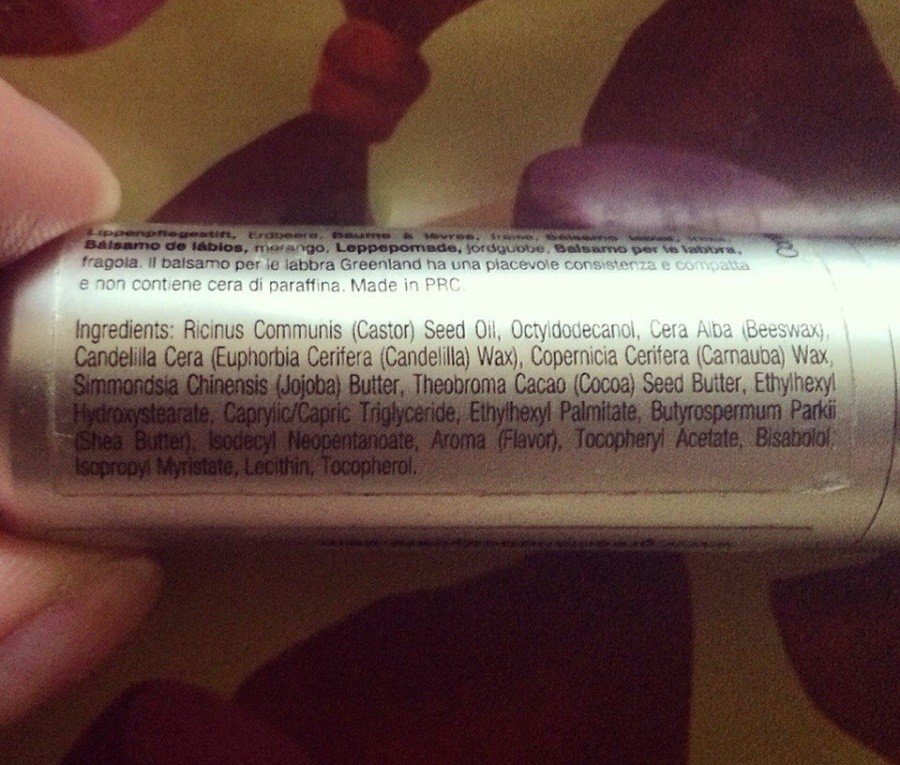 Lippenpflegestift, Erdbeere. Baume à lèvres, fraise.
Bálsamo de lábios, morango. Leppepomade, jordgubbe. Balsamo per le labbra,
fragola. Il balsamo per le labbra Greenland ha una piacevole consistenza e compatta
e non contiene cera di paraffina. Made in PRC.
Ingredients: Ricinus Communis (Castor) Seed Oil, Octyldodecanol, Cera Alba (Beeswax),
Candelilla Cera (Euphorbia Cerifera (Candelilla) Wax), Copernicia Cerifera (Carnauba) Wax,
Simmondsia Chinensis (Jojoba) Butter, Theobroma Cacao (Cocoa) Seed Butter, Ethylhexyl
Hydroxystearate, Caprylic/Capric Triglyceride, Ethylhexyl Palmitate, Butyrospermum Parkii
(Shea Butter), Isodecyl Neopentanoate, Aroma (Flavor), Tocopheryl Acetate, Bisabolol,
Isopropyl Myristate, Lecithin, Tocopherol.